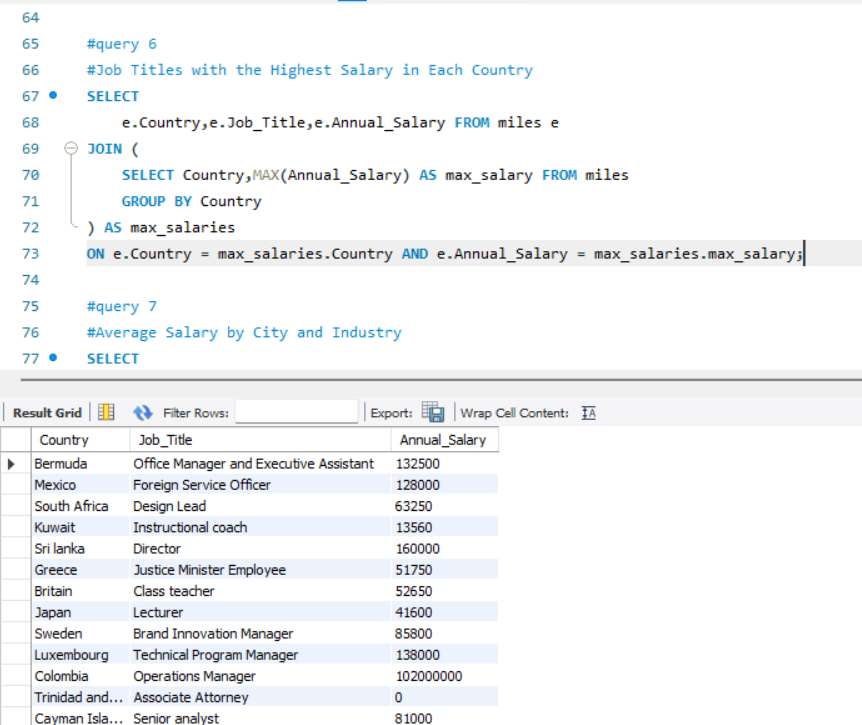 64
65 #query 6
66 #Job Titles with the Highest Salary in Each Country
67 SELECT
68 e.Country,e.Job_Title,e.Annual_Salary FROM miles e
69 JOIN (
70 SELECT Country,MAX(Annual_Salary) AS max_salary FROM miles
71 GROUP BY Country
72 ) AS max_salaries
73 ON e.Country = max_salaries.Country AND e.Annual_Salary = max_salaries.max_salary;
74
75 #query 7
76 #Average Salary by City and Industry
77 SELECT
Result Grid Filter Rows: Export: Wrap Cell Content: IA
Country Job_Title Annual_Salary
Bermuda Office Manager and Executive Assistant 132500
Mexico Foreign Service Officer 128000
South Africa Design Lead 63250
Kuwait Instructional coach 13560
Sri lanka Director 160000
Greece Justice Minister Employee 51750
Britain Class teacher 52650
Japan Lecturer 41600
Sweden Brand Innovation Manager 85800
Luxembourg Technical Program Manager 138000
Colombia Operations Manager 102000000
Trinidad and... Associate Attorney 0
Cayman Isla... Senior analyst 81000